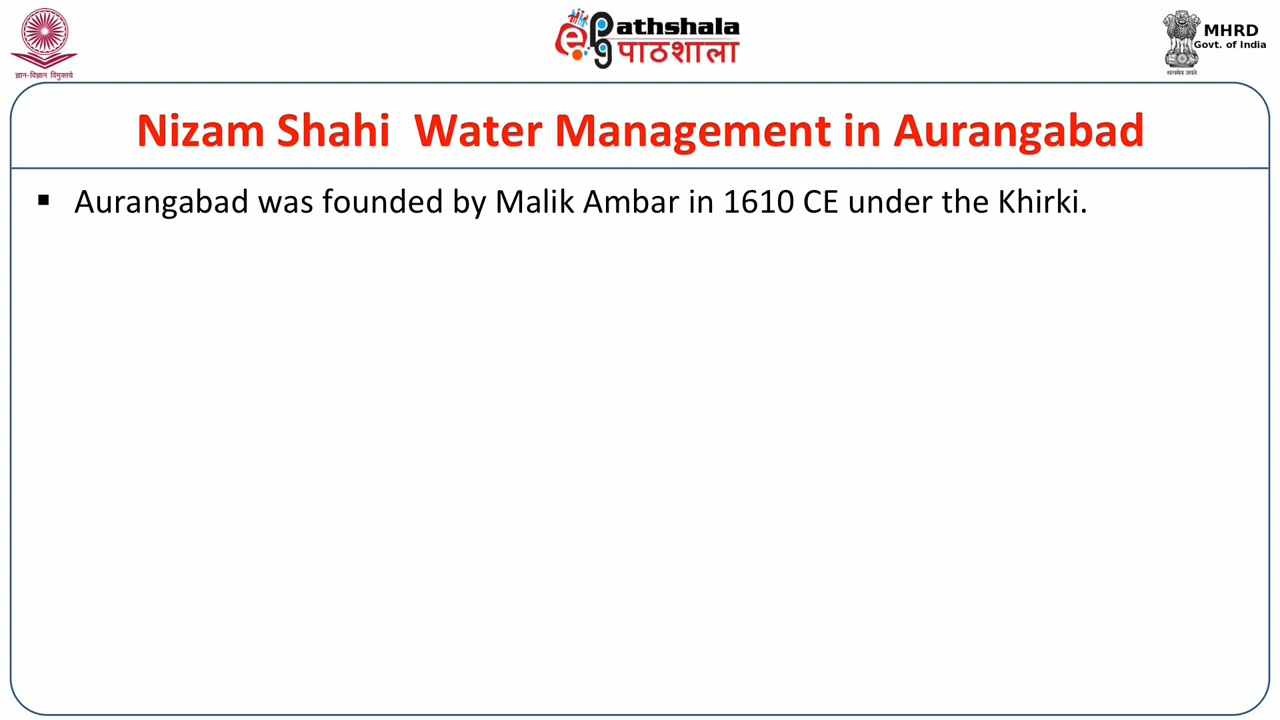 ज्ञान-विज्ञान विमुक्तये
ePgpathshala
पाठशाला
MHRD
Govt. of India
सत्यमेव जयते
Nizam Shahi Water Management in Aurangabad
▪ Aurangabad was founded by Malik Ambar in 1610 CE under the Khirki.